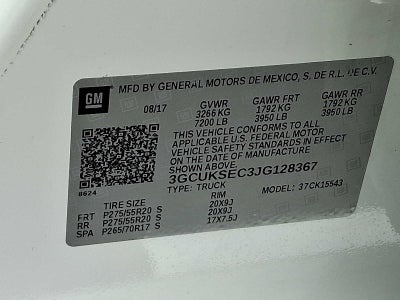 GM
MFD BY GENERAL MOTORS DE MEXICO, S. DE R.L. DE C.V.
08/17 GVWR GAWR FRT GAWR RR
3266 KG 1792 KG 1792 KG
7200 LB 3950 LB 3950 LB
THIS VEHICLE CONFORMS TO ALL
APPLICABLE U.S. FEDERAL MOTOR
VEHICLE SAFETY STANDARDS IN EFFECT
ON THE DATE OF MANUFACTURE
SHOWN ABOVE.
3GCUKSEC3JG128367
8624 TYPE: TRUCK MODEL: 37CK15543
TIRE SIZE RIM
FRT P275/55R20 S 20X9J
RR P275/55R20 S 20X9J
SP P265/70R17 S 17X7.5J